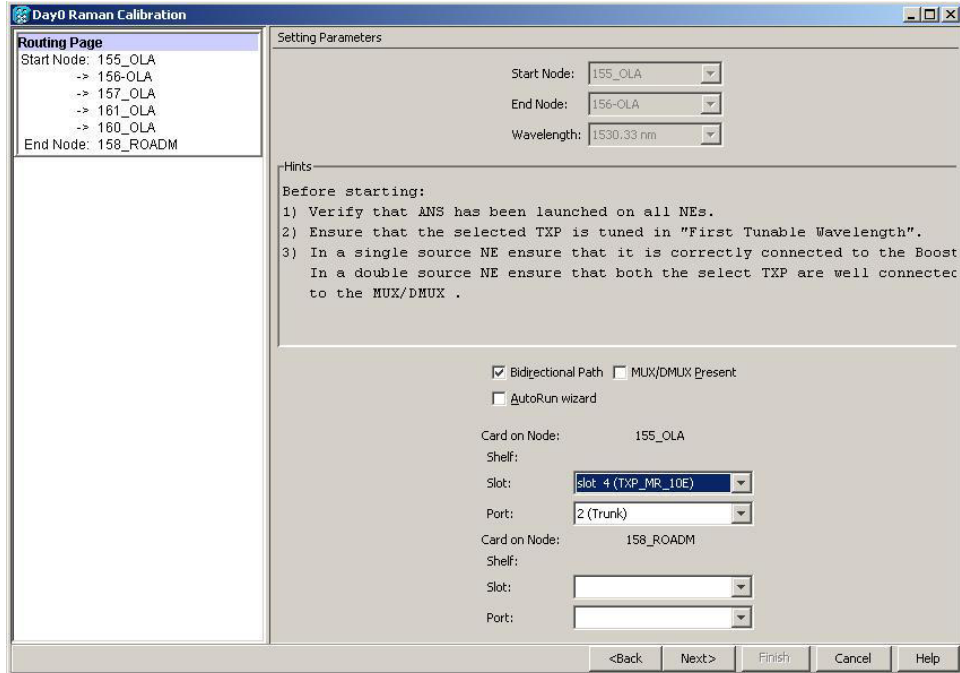 Day0 Raman Calibration
Routing Page
Start Node: 155_OLA
-> 156-OLA
-> 157_OLA
-> 161_OLA
-> 160_OLA
End Node: 158_ROADM
Setting Parameters
Start Node: 155_OLA
End Node: 156-OLA
Wavelength: 1530.33 nm
Hints
Before starting:
1) Verify that ANS has been launched on all NEs.
2) Ensure that the selected TXP is tuned in "First Tunable Wavelength".
3) In a single source NE ensure that it is correctly connected to the Boost
In a double source NE ensure that both the select TXP are well connected
to the MUX/DMUX .
Bidirectional Path MUX/DMUX Present
AutoRun wizard
Card on Node: 155_OLA
Shelf:
Slot: slot 4 (TXP_MR_10E)
Port: 2 (Trunk)
Card on Node: 158_ROADM
Shelf:
Slot:
Port:
<Back Next> Finish Cancel Help